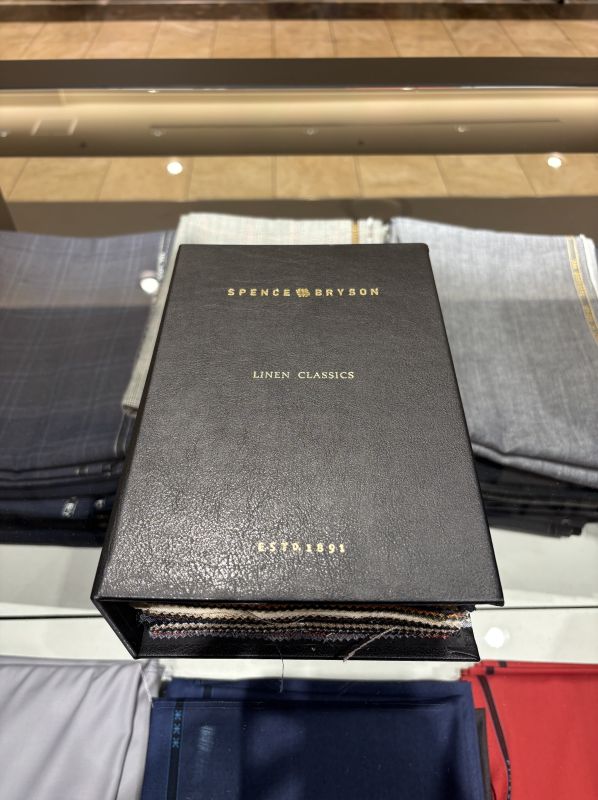 SPENCE BRYSON
LINEN CLASSICS
ESTD. 1891